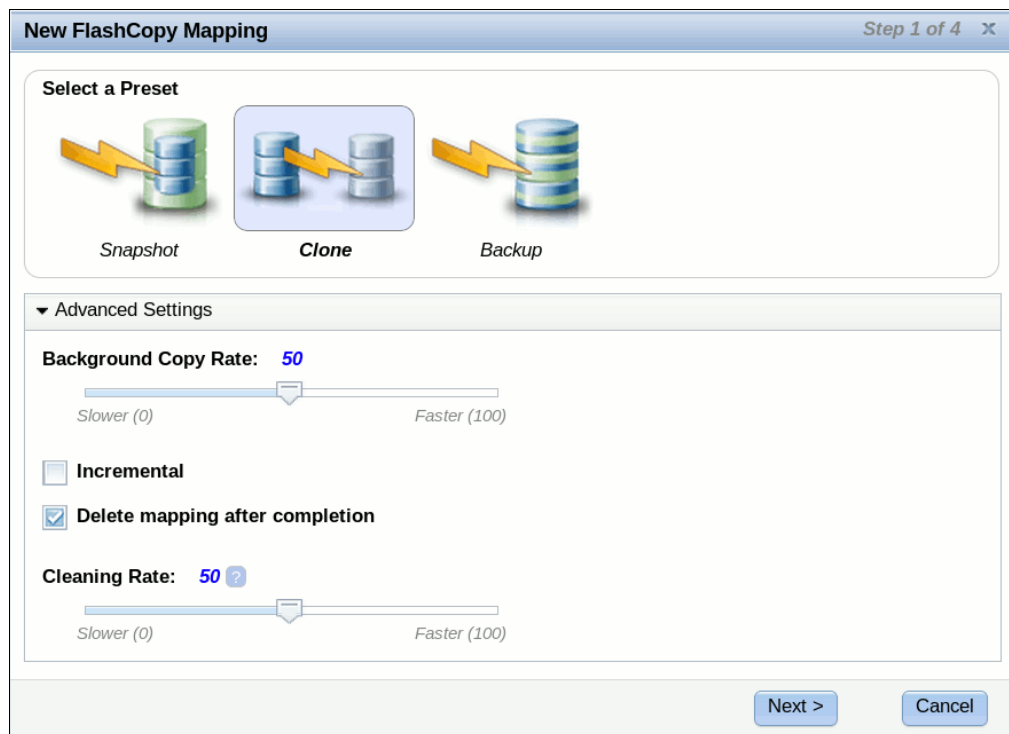 New FlashCopy Mapping Step 1 of 4 x
Select a Preset
Snapshot Clone Backup
Advanced Settings
Background Copy Rate: 50
Slower (0) Faster (100)
Incremental
Delete mapping after completion
Cleaning Rate: 50 ?
Slower (0) Faster (100)
Next > Cancel